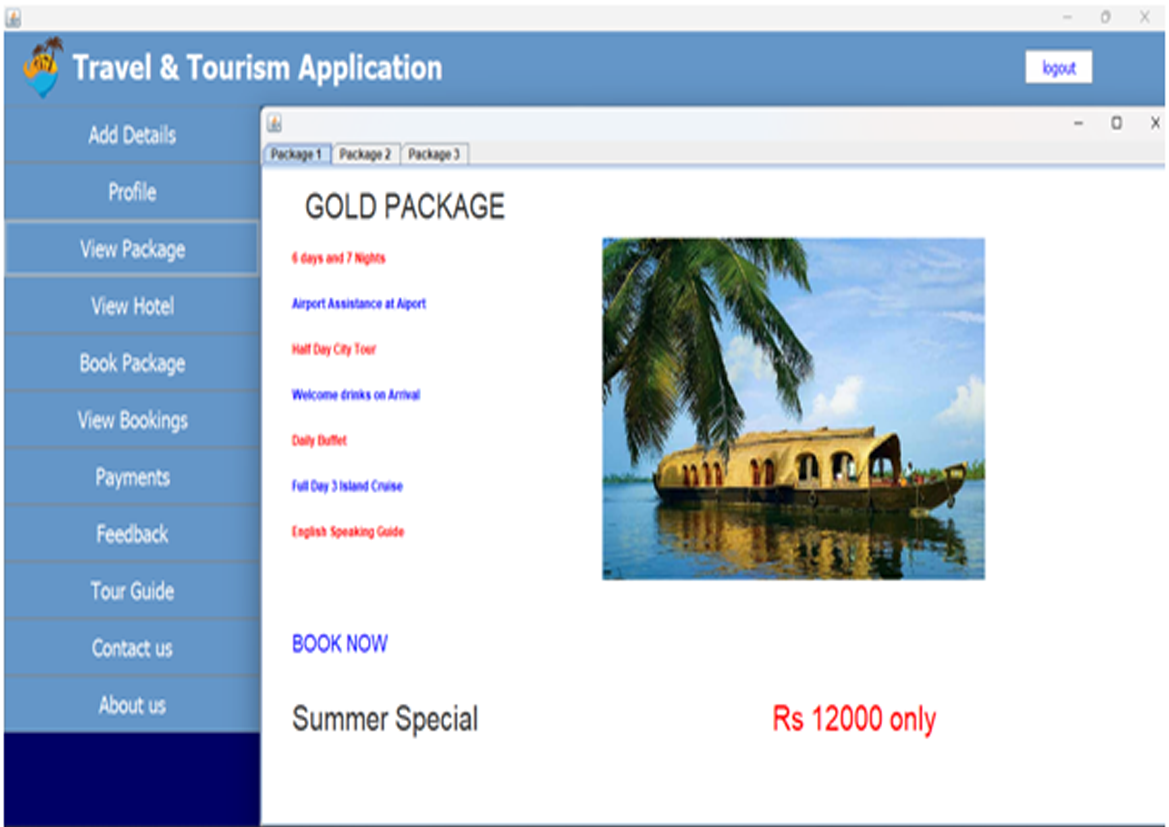 Travel & Tourism Application
logout
Add Details
Profile
View Package
View Hotel
Book Package
View Bookings
Payments
Feedback
Tour Guide
Contact us
About us
Package 1 Package 2 Package 3
GOLD PACKAGE
6 days and 7 Nights
Airport Assistance at Aiport
Half Day City Tour
Welcome drinks on Arrival
Daily Buffet
Full Day 3 Island Cruise
English Speaking Guide
BOOK NOW
Summer Special
Rs 12000 only